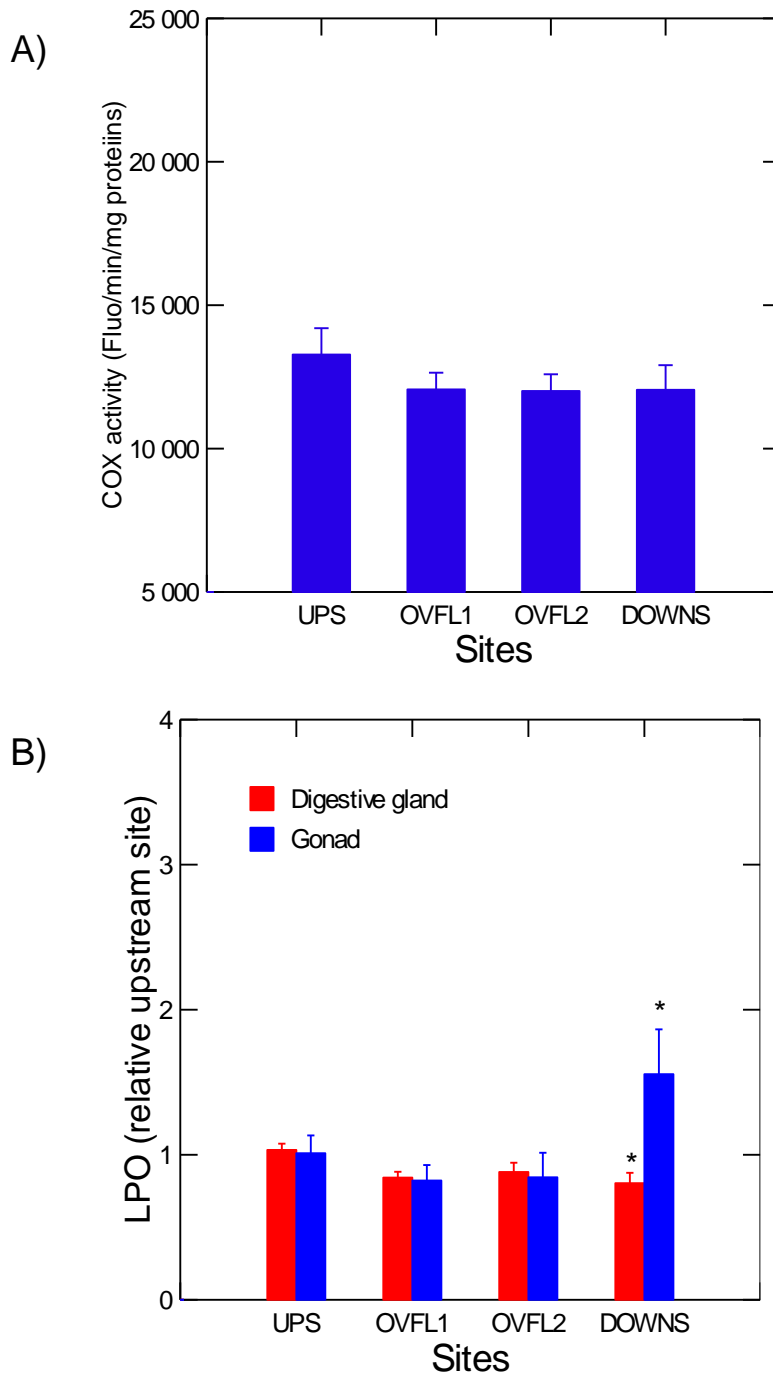 A)
COX activity (Fluo/min/mg proteiins)
25 000
20 000
15 000
10 000
5 000
UPS OVFL1 OVFL2 DOWNS
Sites
B)
LPO (relative upstream site)
4
3
2
1
0
Digestive gland
Gonad
*
*
UPS OVFL1 OVFL2 DOWNS
Sites